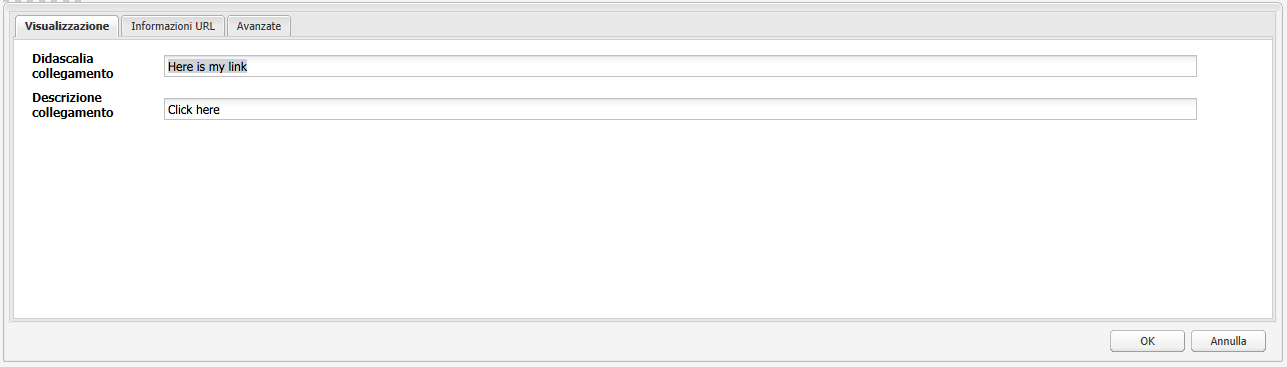 Visualizzazione Informazioni URL Avanzate
Didascalia
collegamento
Here is my link
Descrizione
collegamento
Click here
OK Annulla